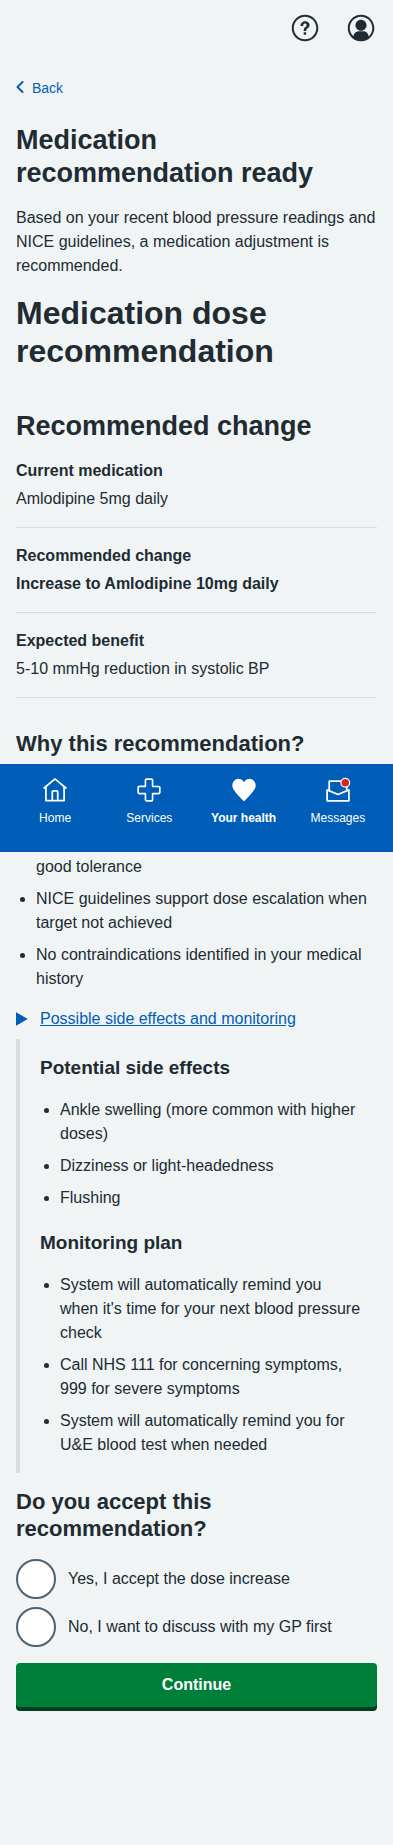 Back
Medication
recommendation ready
Based on your recent blood pressure readings and
NICE guidelines, a medication adjustment is
recommended.
Medication dose
recommendation
Recommended change
Current medication
Amlodipine 5mg daily
Recommended change
Increase to Amlodipine 10mg daily
Expected benefit
5-10 mmHg reduction in systolic BP
Why this recommendation?
Home
Services
Your health
Messages
good tolerance
• NICE guidelines support dose escalation when
target not achieved
• No contraindications identified in your medical
history
Possible side effects and monitoring
Potential side effects
• Ankle swelling (more common with higher
doses)
• Dizziness or light-headedness
• Flushing
Monitoring plan
• System will automatically remind you
when it's time for your next blood pressure
check
• Call NHS 111 for concerning symptoms,
999 for severe symptoms
• System will automatically remind you for
U&E blood test when needed
Do you accept this
recommendation?
Yes, I accept the dose increase
No, I want to discuss with my GP first
Continue